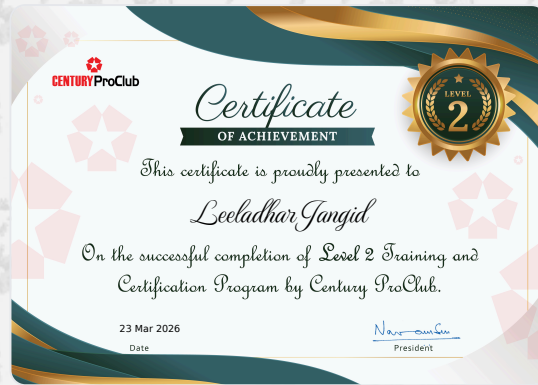 CENTURY ProClub
Certificate
OF ACHIEVEMENT
LEVEL
2
This certificate is proudly presented to
Leeladhar Jangid
On the successful completion of Level 2 Training and
Certification Program by Century ProClub.
23 Mar 2026
Date
President